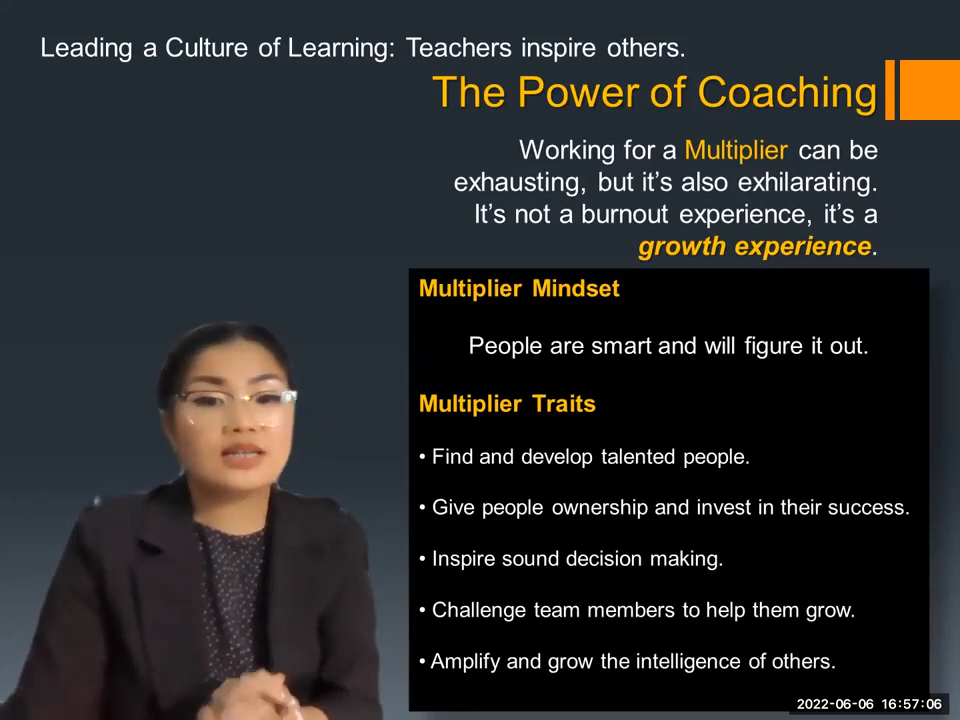 Leading a Culture of Learning: Teachers inspire others.
The Power of Coaching
Working for a Multiplier can be
exhausting, but it’s also exhilarating.
It’s not a burnout experience, it’s a
growth experience.
Multiplier Mindset
People are smart and will figure it out.
Multiplier Traits
• Find and develop talented people.
• Give people ownership and invest in their success.
• Inspire sound decision making.
• Challenge team members to help them grow.
• Amplify and grow the intelligence of others.
2022-06-06 16:57:06